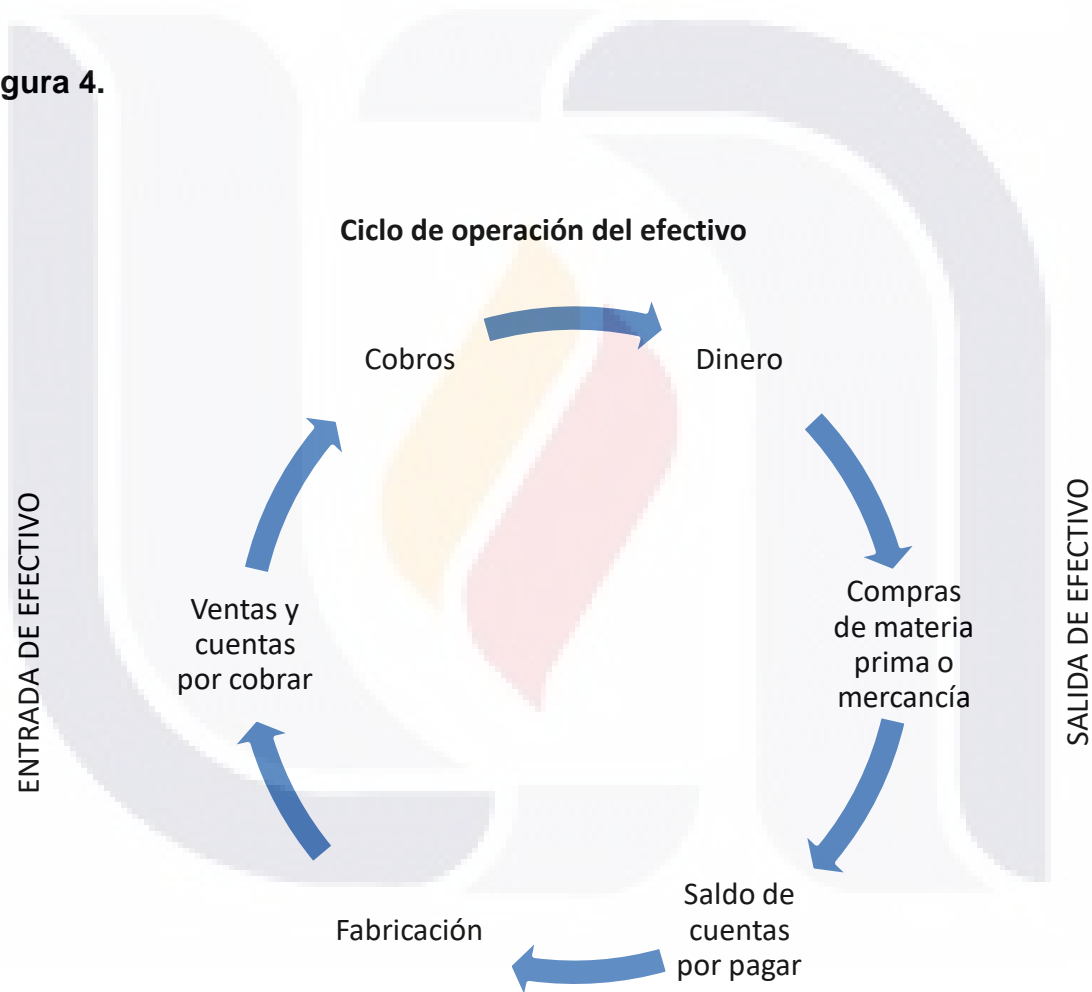 gura 4.
Ciclo de operación del efectivo
Cobros
Dinero
Compras
de materia
prima o
mercancía
Saldo de
cuentas
por pagar
Fabricación
Ventas y
cuentas
por cobrar
ENTRADA DE EFECTIVO
SALIDA DE EFECTIVO